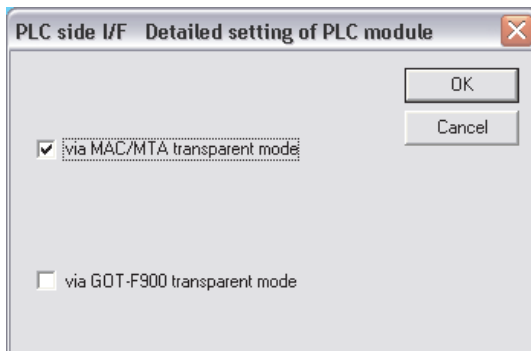 PLC side I/F   Detailed setting of PLC module
OK
Cancel
via MAC/MTA transparent mode
via GOT-F900 transparent mode